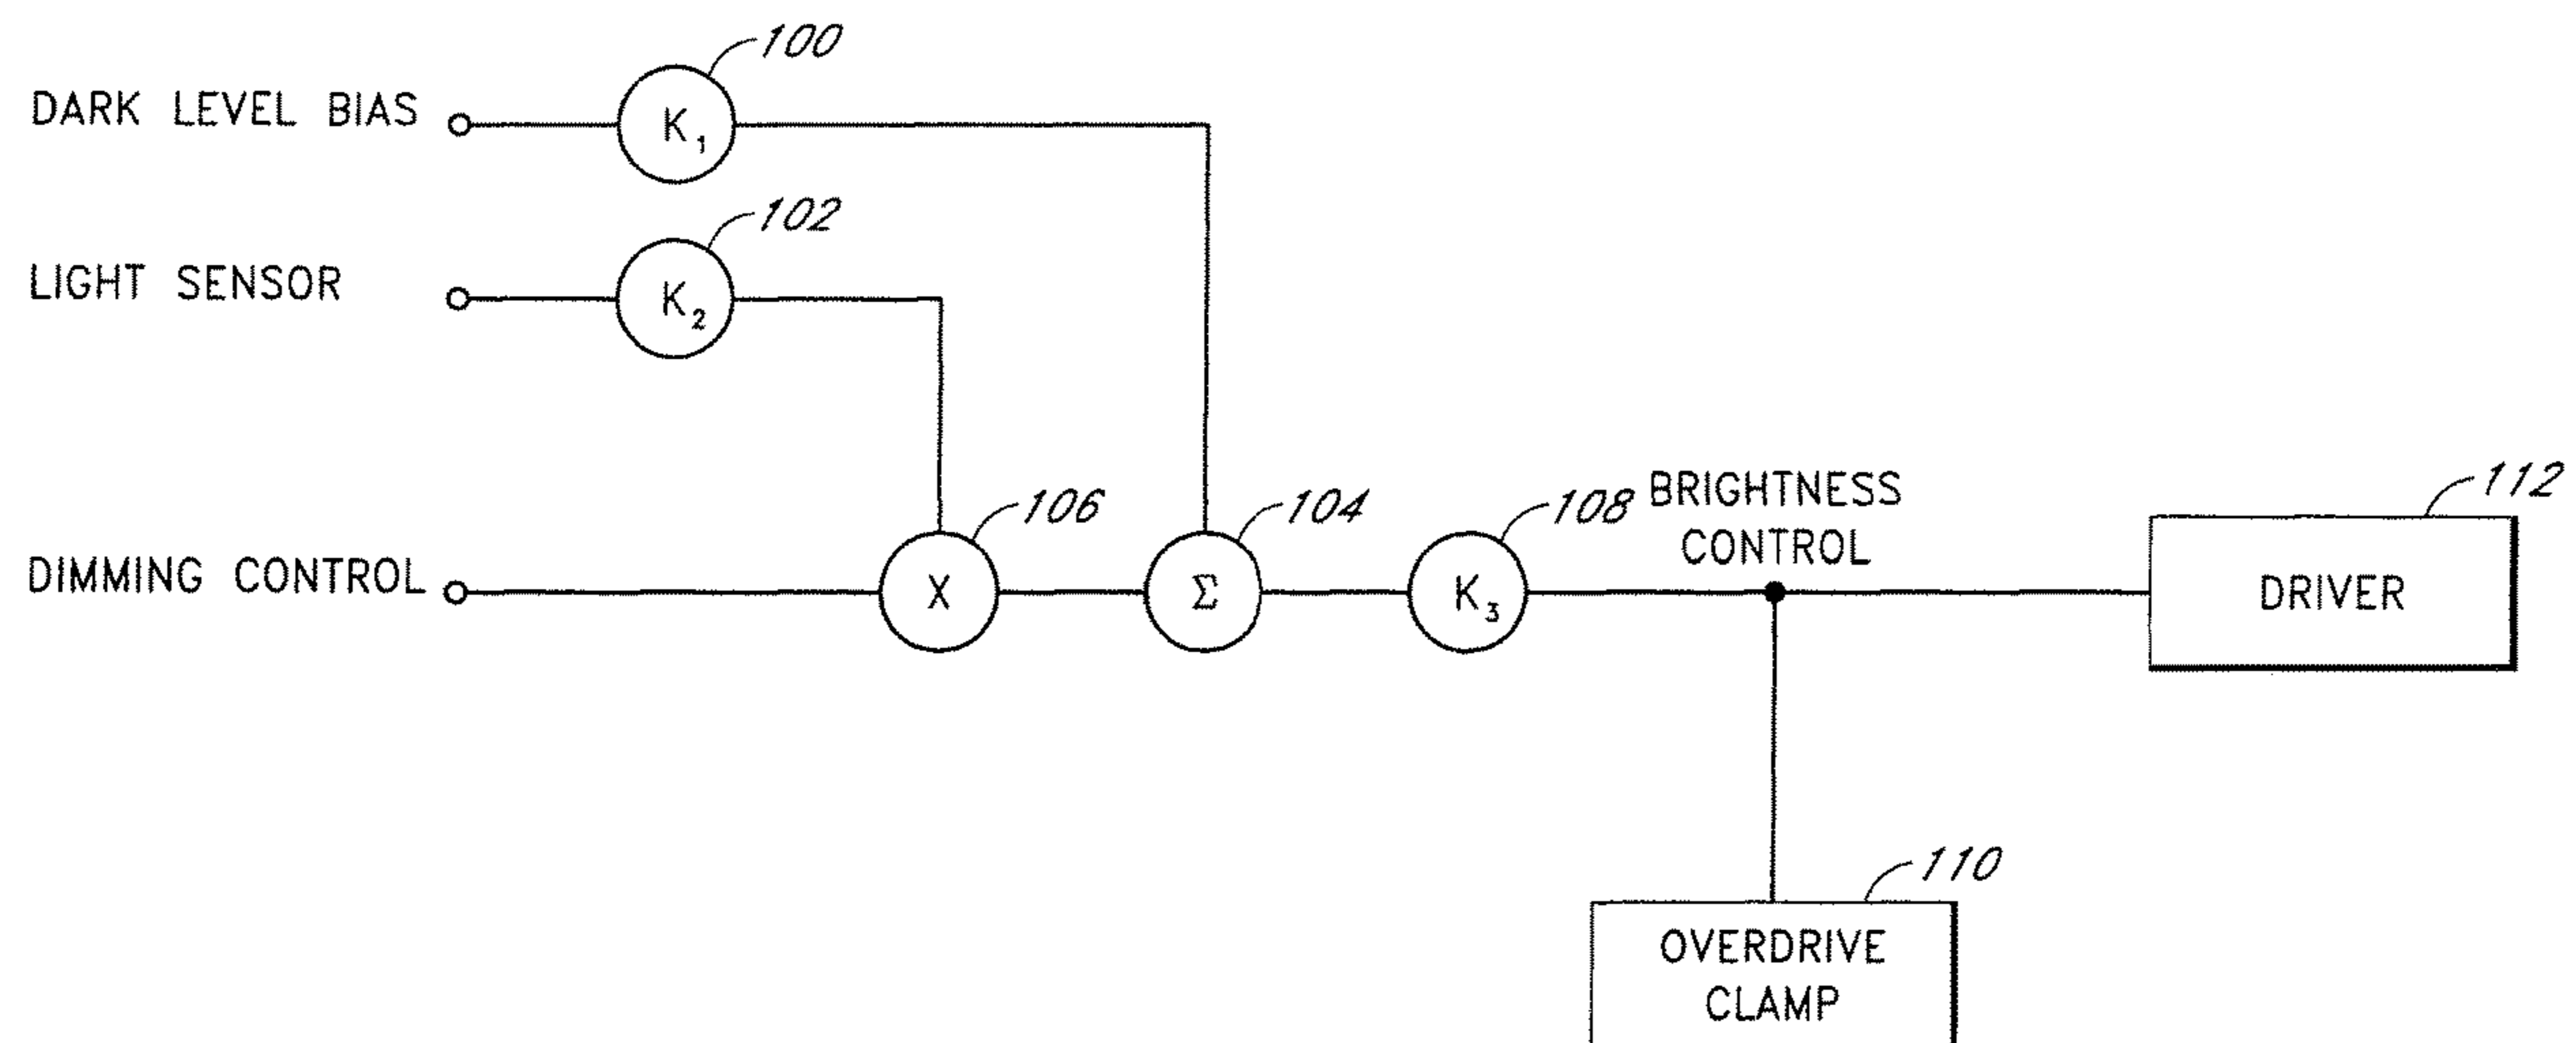 100
DARK LEVEL BIAS
K₁
102
LIGHT SENSOR
K₂
106
104
108
BRIGHTNESS
CONTROL
112
DIMMING CONTROL
X
Σ
K₃
DRIVER
110
OVERDRIVE
CLAMP